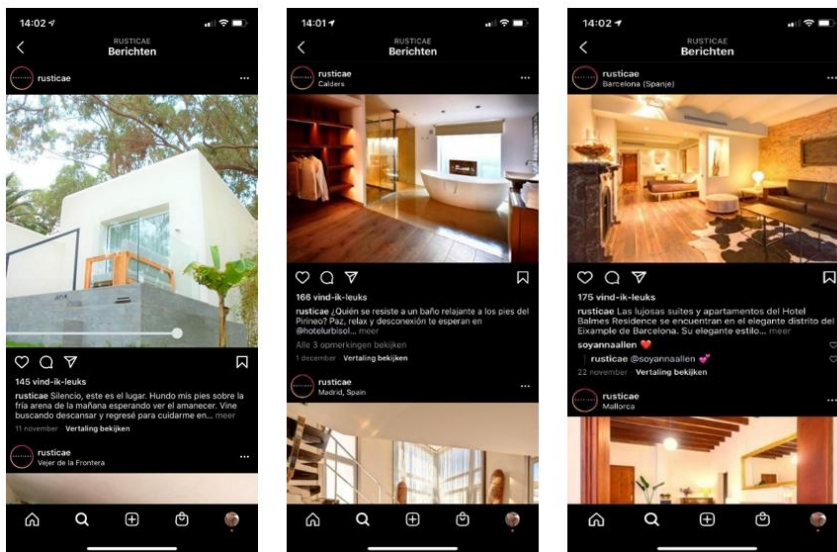 14:02
RUSTICAE
Berichten
rusticae
145 vind-ik-leuks
rusticae Silencio, este es el lugar. Hundo mis pies sobre la
fría arena de la mañana esperando ver el amanecer. Vine
buscando descansar y regresé para cuidarme en... meer
11 november · Vertaling bekijken
rusticae
Vejer de la Frontera
14:01
RUSTICAE
Berichten
rusticae
Calders
166 vind-ik-leuks
rusticae ¿Quién se resiste a un baño relajante a los pies del
Pirineo? Paz, relax y desconexión te esperan en
@hotelurbisol... meer
Alle 3 opmerkingen bekijken
1 december · Vertaling bekijken
rusticae
Madrid, Spain
14:02
RUSTICAE
Berichten
rusticae
Barcelona (Spanje)
175 vind-ik-leuks
rusticae Las lujosas suites y apartamentos del Hotel
Balmes Residence se encuentran en el elegante distrito del
Eixample de Barcelona. Su elegante estilo... meer
soyannaallen ❤️
rusticae @soyannaallen 💕
22 november · Vertaling bekijken
rusticae
Mallorca